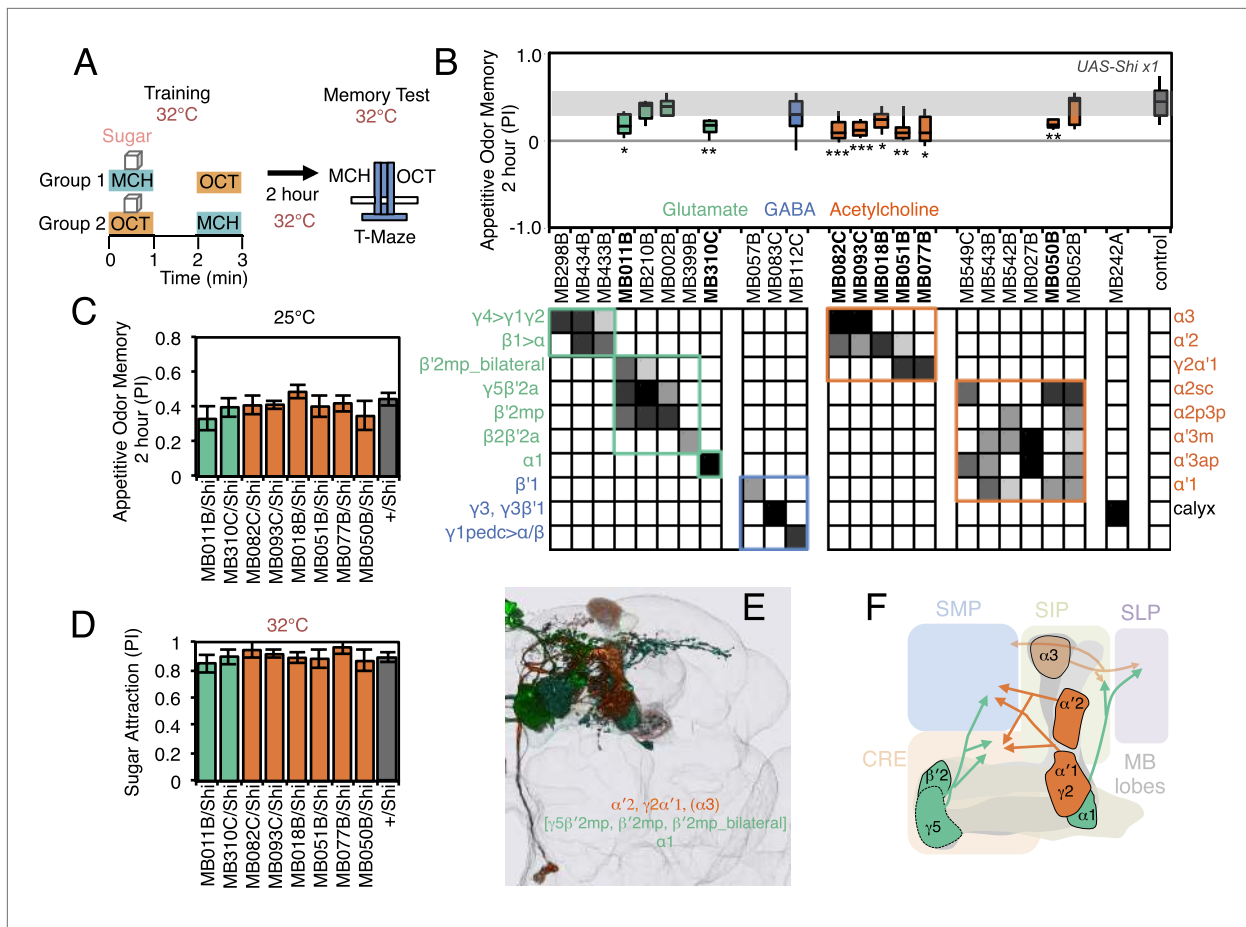 A
Training
32°C
Sugar
Group 1 MCH OCT
Group 2 OCT MCH
0 1 2 3
Time (min)
2 hour
32°C
Memory Test
32°C
MCH OCT
T-Maze
B
Appetitive Odor Memory
2 hour (PI)
1.0
0
-1.0
UAS-Shi x1
* ** *** *** * ** * **
Glutamate GABA Acetylcholine
MB298B
MB434B
MB433B
MB011B
MB210B
MB002B
MB399B
MB310C
MB057B
MB083C
MB112C
MB082C
MB093C
MB018B
MB051B
MB077B
MB549C
MB543B
MB542B
MB027B
MB050B
MB052B
MB242A
control
γ4>γ1γ2
β1>α
β′2mp_bilateral
γ5β′2a
β′2mp
β2β′2a
α1
β′1
γ3, γ3β′1
γ1pedc>α/β
α3
α′2
γ2α′1
α2sc
α2p3p
α′3m
α′3ap
α′1
calyx
C
25°C
Appetitive Odor Memory
2 hour (PI)
0.8
0.6
0.4
0.2
0
MB011B/Shi
MB310C/Shi
MB082C/Shi
MB093C/Shi
MB018B/Shi
MB051B/Shi
MB077B/Shi
MB050B/Shi
+/Shi
D
32°C
Sugar Attraction (PI)
1
0.8
0.6
0.4
0.2
0
MB011B/Shi
MB310C/Shi
MB082C/Shi
MB093C/Shi
MB018B/Shi
MB051B/Shi
MB077B/Shi
MB050B/Shi
+/Shi
E
α′2, γ2α′1, (α3)
[γ5β′2mp, β′2mp, β′2mp_bilateral]
α1
F
SMP SIP SLP
α3
α′2
CRE
α′1
γ2
α1
β′2
γ5
MB
lobes